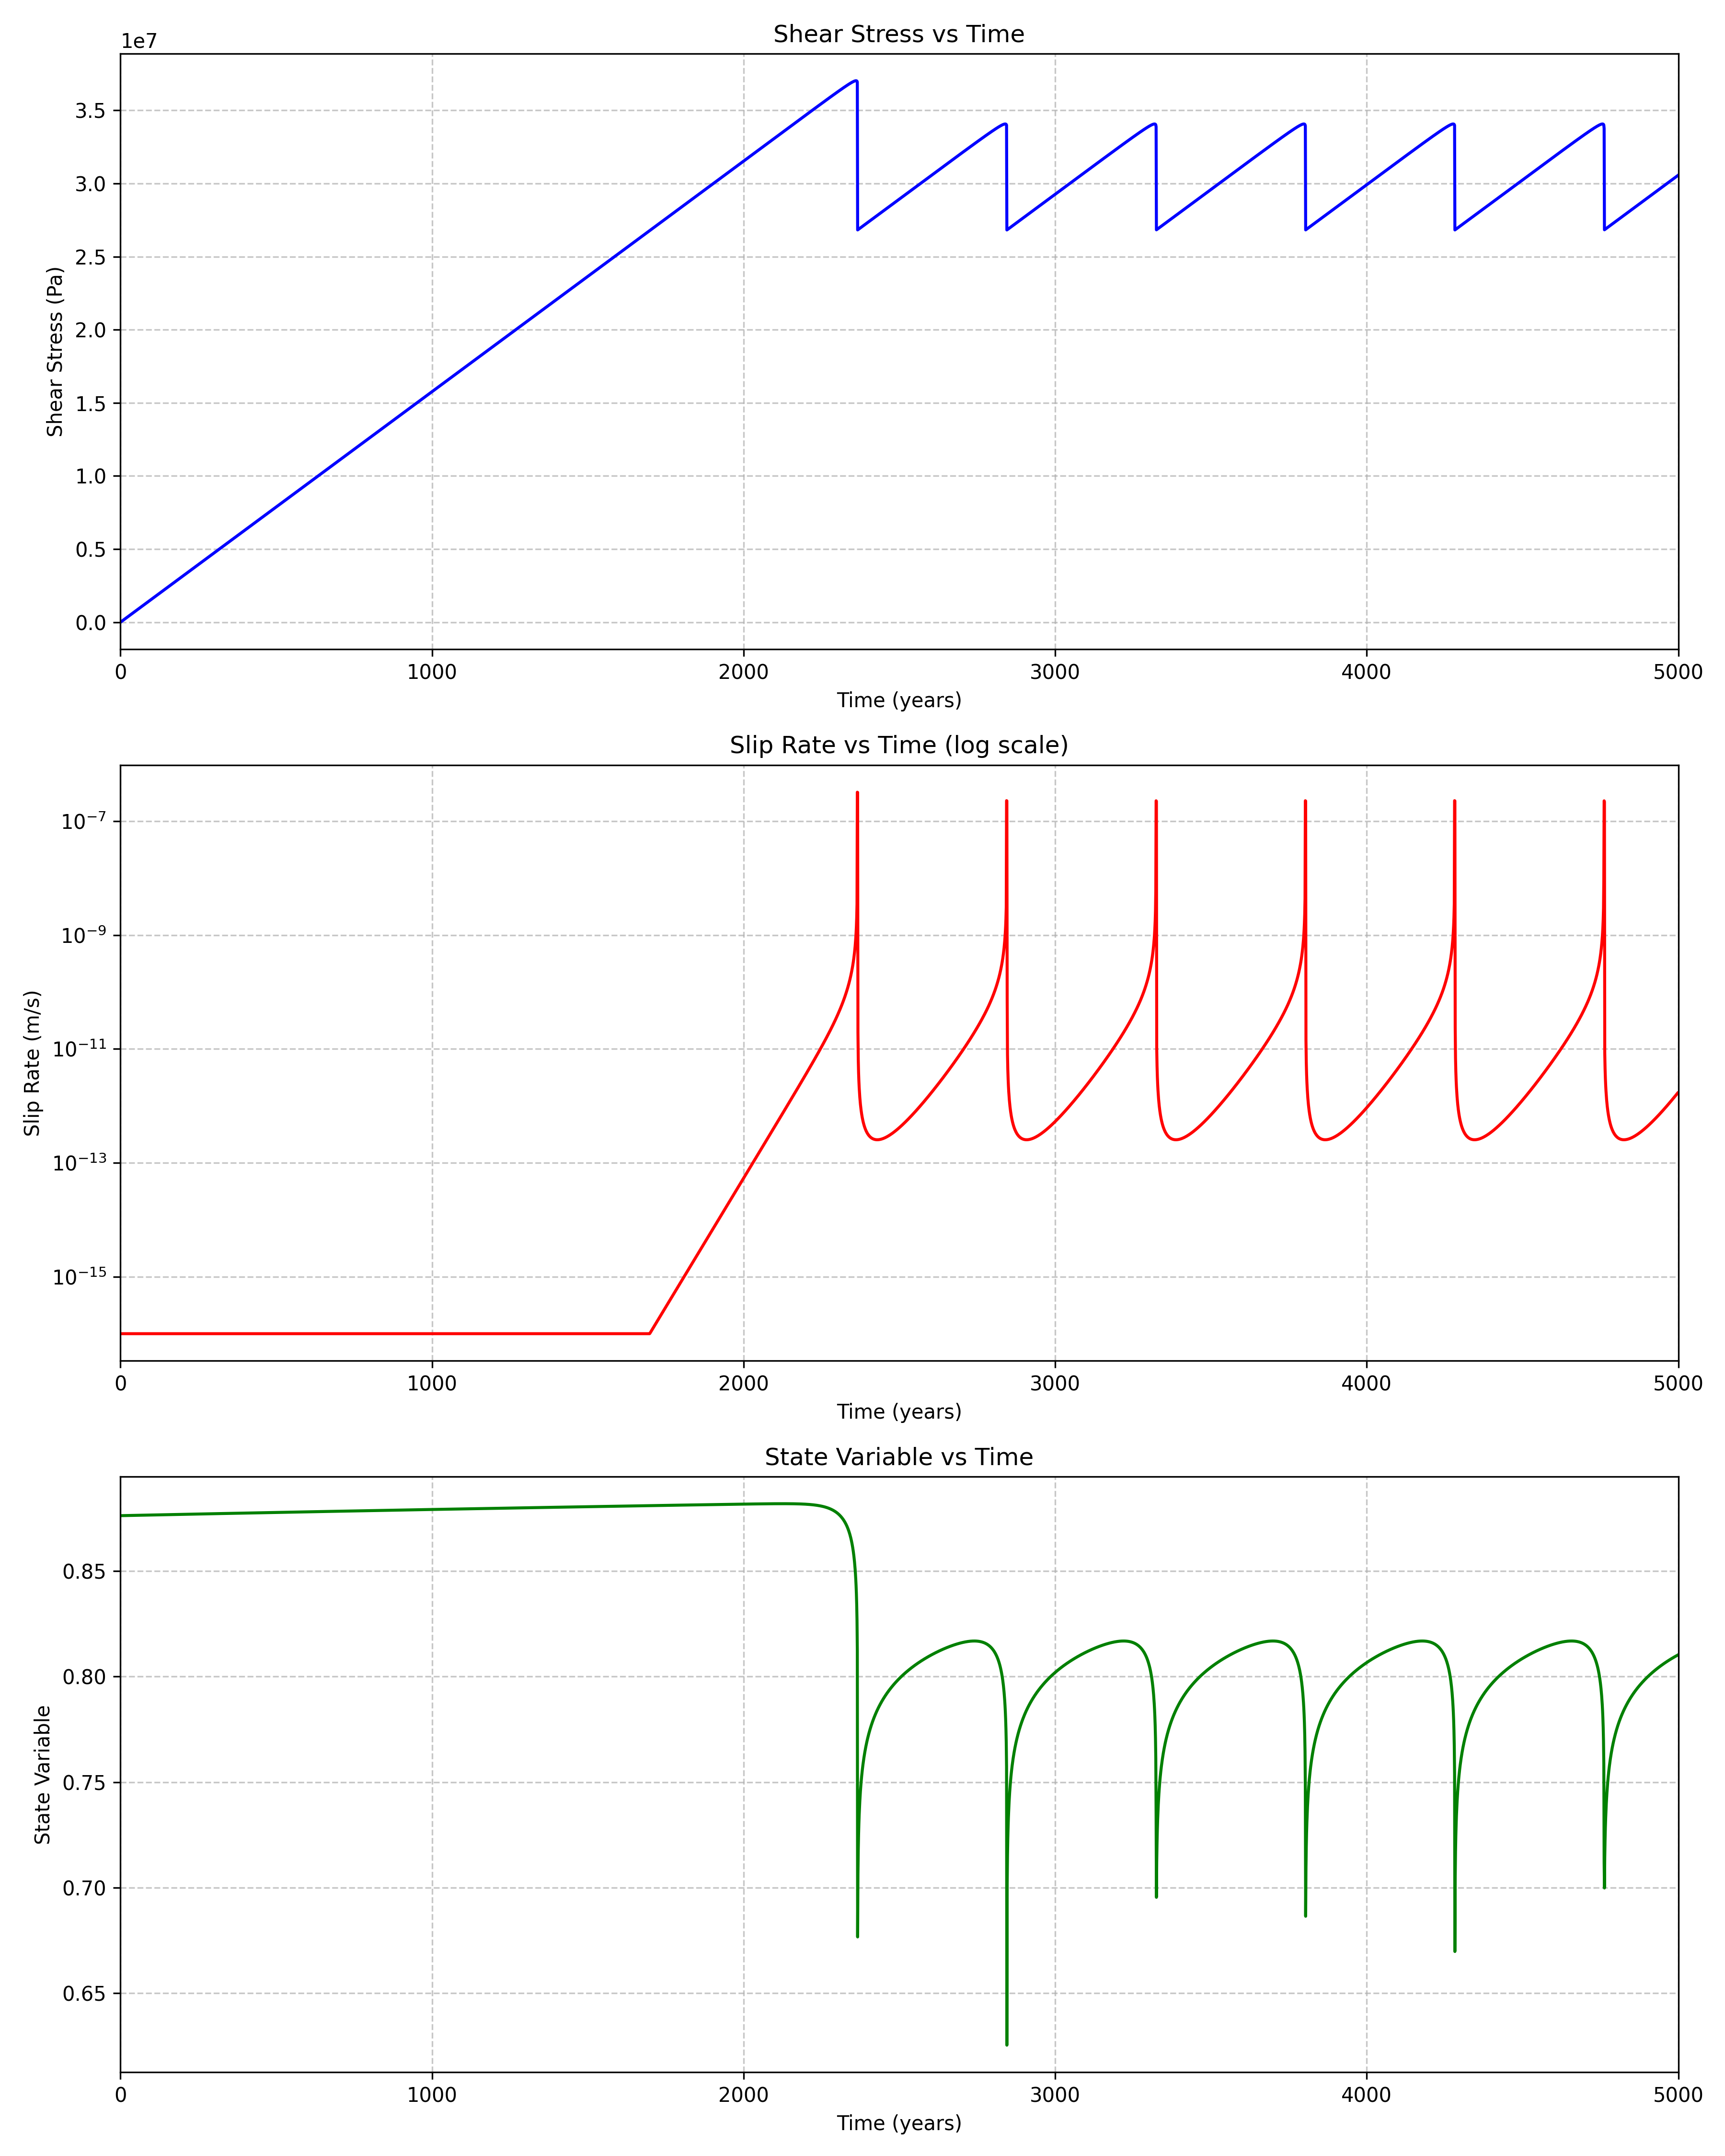 Shear Stress vs Time
1e7
3.5
3.0
2.5
2.0
1.5
1.0
0.5
0.0
Shear Stress (Pa)
0 1000 2000 3000 4000 5000
Time (years)
Slip Rate vs Time (log scale)
10⁻⁷
10⁻⁹
10⁻¹¹
10⁻¹³
10⁻¹⁵
Slip Rate (m/s)
0 1000 2000 3000 4000 5000
Time (years)
State Variable vs Time
0.85
0.80
0.75
0.70
0.65
State Variable
0 1000 2000 3000 4000 5000
Time (years)